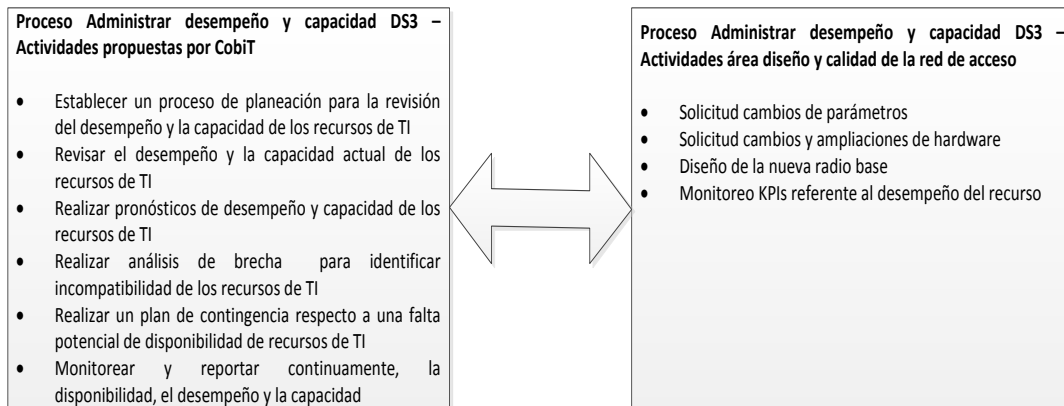 Proceso Administrar desempeño y capacidad DS3 –
Actividades propuestas por CobiT
• Establecer un proceso de planeación para la revisión
del desempeño y la capacidad de los recursos de TI
• Revisar el desempeño y la capacidad actual de los
recursos de TI
• Realizar pronósticos de desempeño y capacidad de los
recursos de TI
• Realizar análisis de brecha para identificar
incompatibilidad de los recursos de TI
• Realizar un plan de contingencia respecto a una falta
potencial de disponibilidad de recursos de TI
• Monitorear y reportar continuamente, la
disponibilidad, el desempeño y la capacidad
Proceso Administrar desempeño y capacidad DS3 –
Actividades área diseño y calidad de la red de acceso
• Solicitud cambios de parámetros
• Solicitud cambios y ampliaciones de hardware
• Diseño de la nueva radio base
• Monitoreo KPIs referente al desempeño del recurso